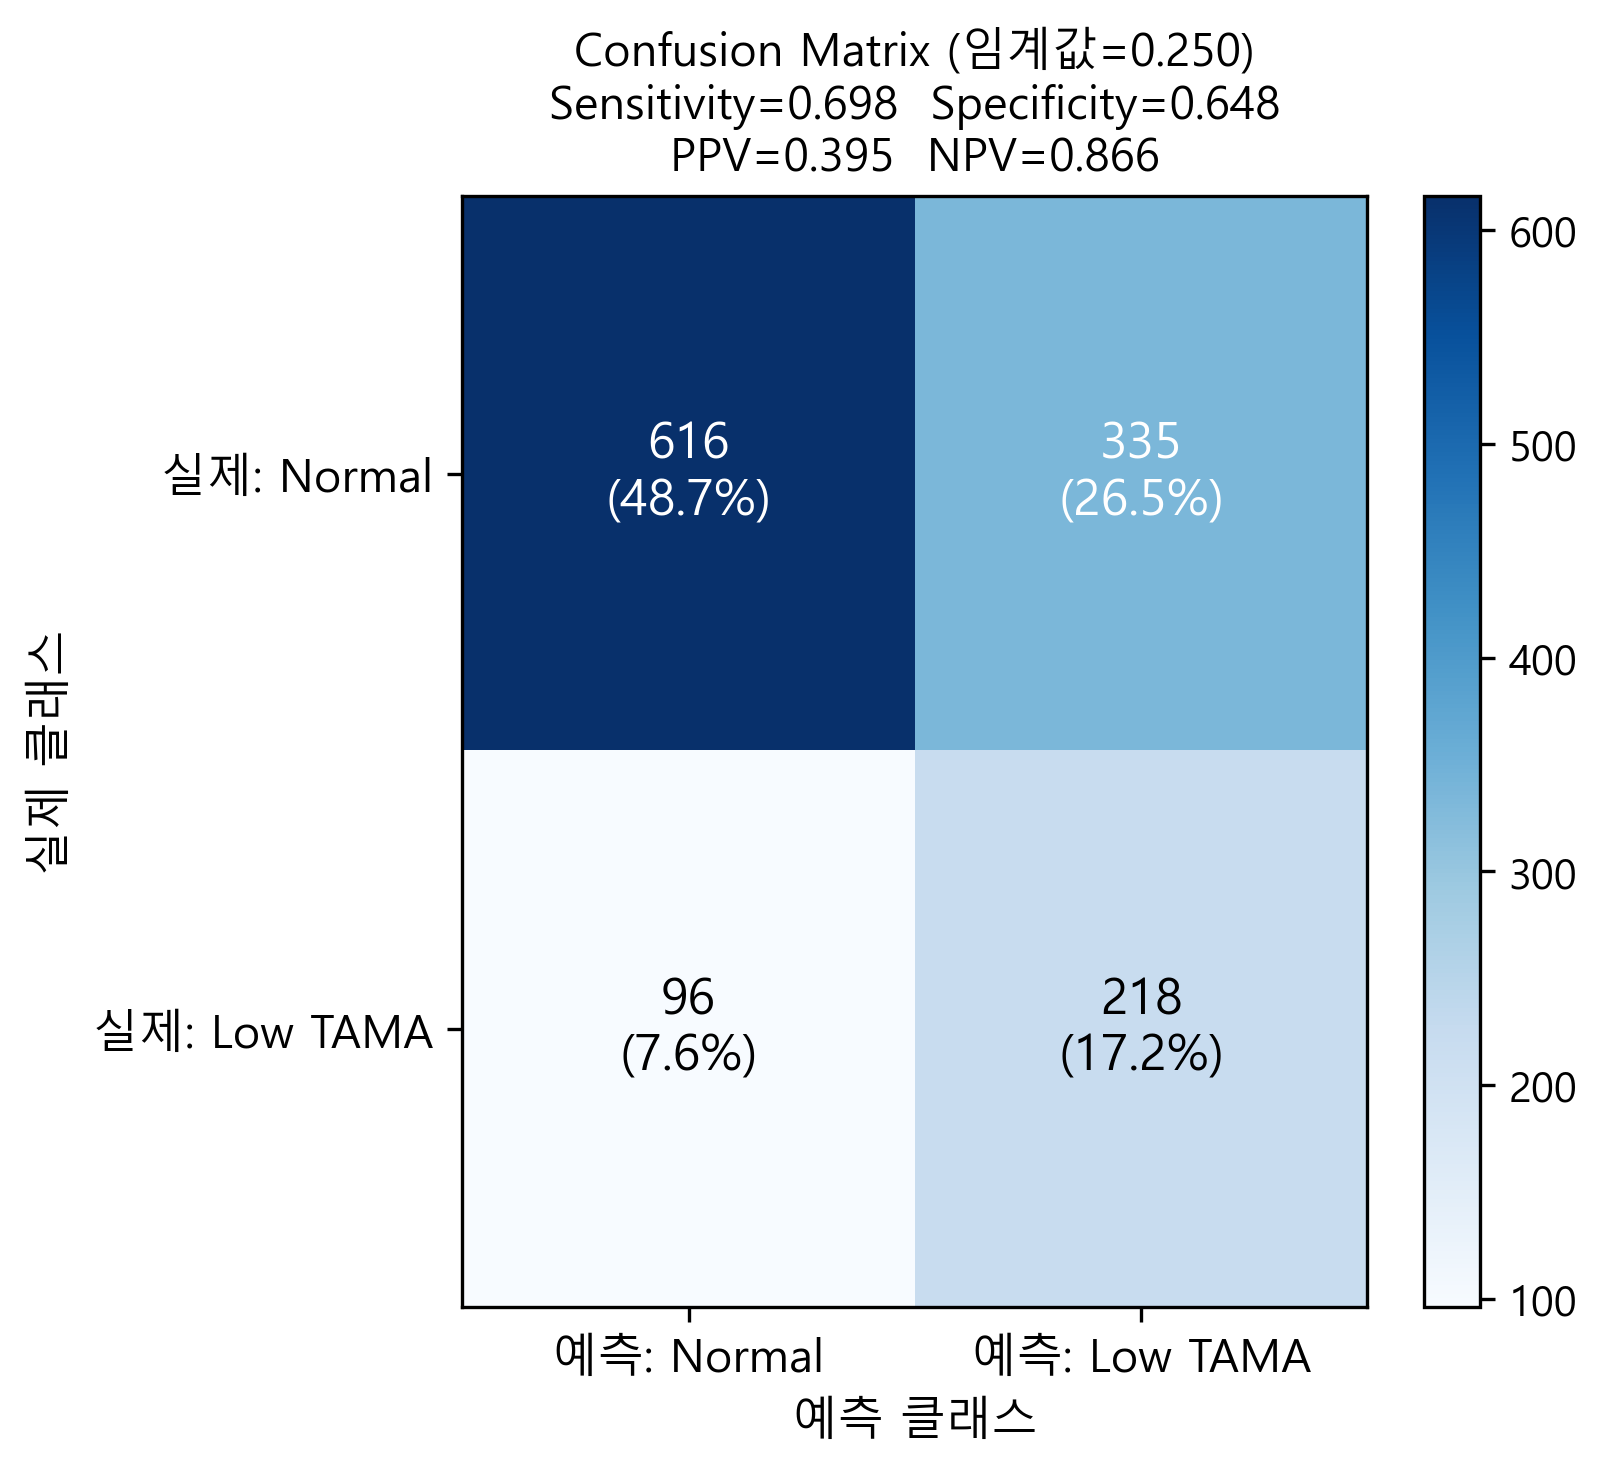 Confusion Matrix (임계값=0.250)
Sensitivity=0.698 Specificity=0.648
PPV=0.395 NPV=0.866
실제 클래스
실제: Normal
616
(48.7%)
335
(26.5%)
실제: Low TAMA
96
(7.6%)
218
(17.2%)
예측: Normal
예측: Low TAMA
예측 클래스
600
500
400
300
200
100